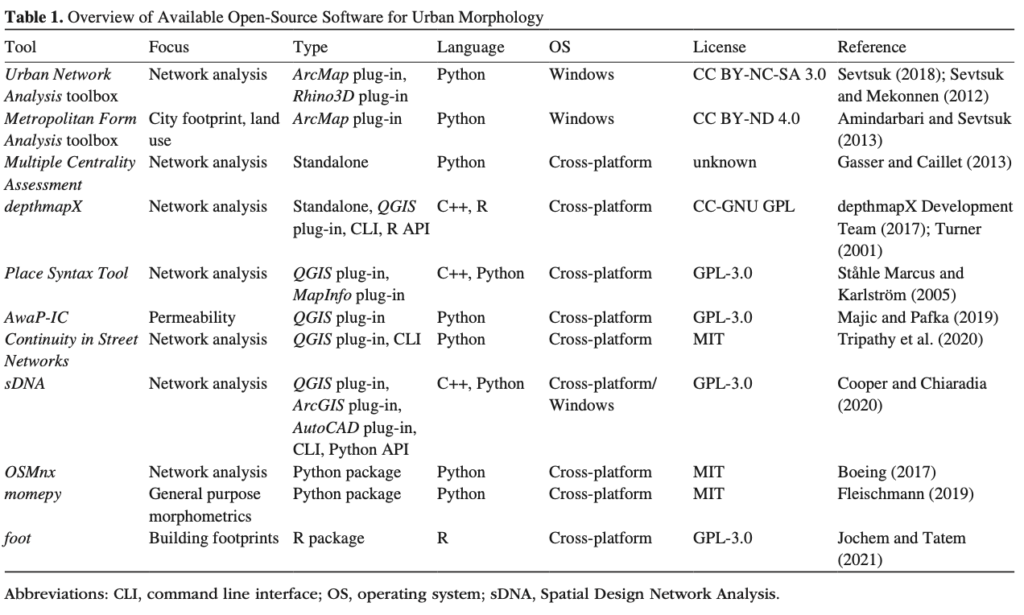 Table 1. Overview of Available Open-Source Software for Urban Morphology
Tool Focus Type Language OS License Reference
Urban Network Network analysis ArcMap plug-in, Python Windows CC BY-NC-SA 3.0 Sevtsuk (2018); Sevtsuk
Analysis toolbox Rhino3D plug-in and Mekonnen (2012)
Metropolitan Form City footprint, land ArcMap plug-in Python Windows CC BY-ND 4.0 Amindarbari and Sevtsuk
Analysis toolbox use (2013)
Multiple Centrality Network analysis Standalone Python Cross-platform unknown Gasser and Caillet (2013)
Assessment
depthmapX Network analysis Standalone, QGIS C++, R Cross-platform CC-GNU GPL depthmapX Development
plug-in, CLI, R API Team (2017); Turner
(2001)
Place Syntax Tool Network analysis QGIS plug-in, C++, Python Cross-platform GPL-3.0 Ståhle Marcus and
MapInfo plug-in Karlström (2005)
AwaP-IC Permeability QGIS plug-in Python Cross-platform GPL-3.0 Majic and Pafka (2019)
Continuity in Street Network analysis QGIS plug-in, CLI Python Cross-platform MIT Tripathy et al. (2020)
Networks
sDNA Network analysis QGIS plug-in, C++, Python Cross-platform/ GPL-3.0 Cooper and Chiaradia
ArcGIS plug-in, Windows (2020)
AutoCAD plug-in,
CLI, Python API
OSMnx Network analysis Python package Python Cross-platform MIT Boeing (2017)
momepy General purpose Python package Python Cross-platform MIT Fleischmann (2019)
morphometrics
foot Building footprints R package R Cross-platform GPL-3.0 Jochem and Tatem
(2021)
Abbreviations: CLI, command line interface; OS, operating system; sDNA, Spatial Design Network Analysis.